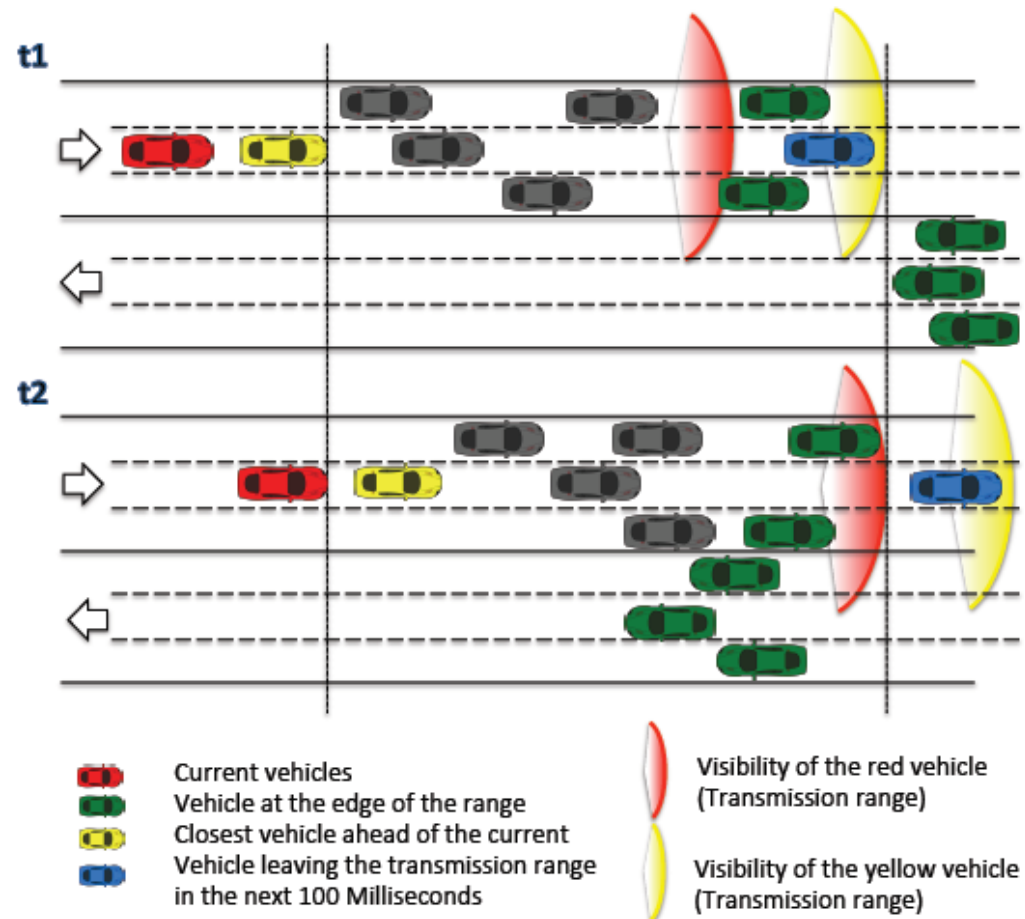 t1
t2
Current vehicles
Vehicle at the edge of the range
Closest vehicle ahead of the current
Vehicle leaving the transmission range
in the next 100 Milliseconds
Visibility of the red vehicle
(Transmission range)
Visibility of the yellow vehicle
(Transmission range)